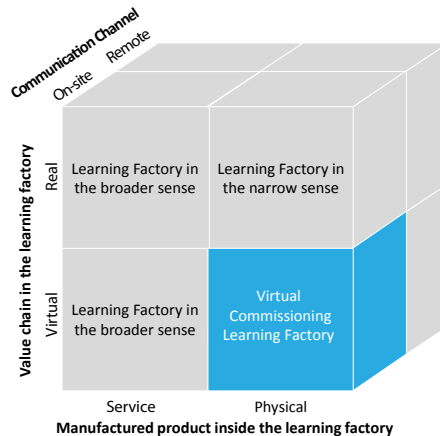 Communication Channel
On-site
Remote
Value chain in the learning factory
Real
Virtual
Learning Factory in
the broader sense
Learning Factory in
the narrow sense
Learning Factory in
the broader sense
Virtual
Commissioning
Learning Factory
Service
Physical
Manufactured product inside the learning factory